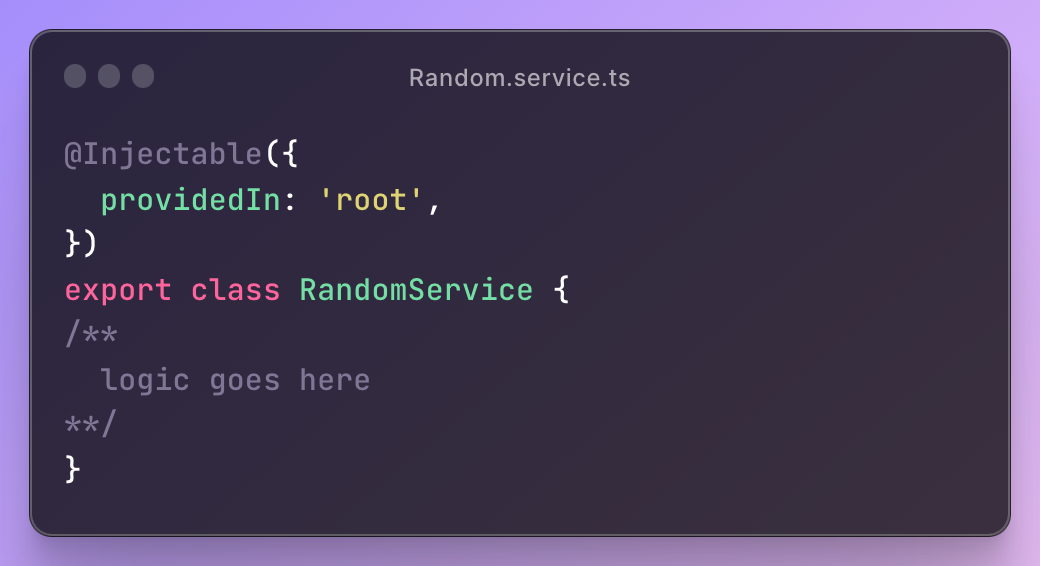 Random.service.ts
@Injectable({
  providedIn: 'root',
})
export class RandomService {
/**
  logic goes here
**/
}